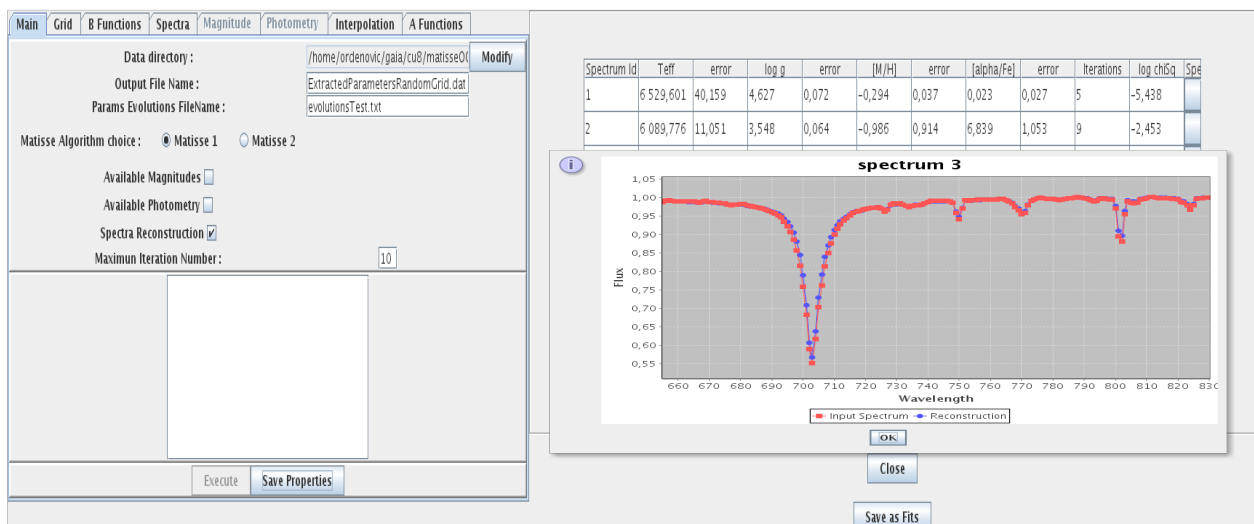 Main Grid B Functions Spectra Magnitude Photometry Interpolation A Functions
Data directory : /home/ordenovic/gaia/cu8/matisseO( Modify
Output File Name : ExtractedParametersRandomGrid.dat
Params Evolutions FileName : evolutionsTest.txt
Matisse Algorithm choice : Matisse 1 Matisse 2
Available Magnitudes
Available Photometry
Spectra Reconstruction
Maximun Iteration Number : 10
Execute Save Properties
Spectrum Id Teff error log g error [M/H] error [alpha/Fe] error Iterations log chiSq Spe
1 6 529,601 40,159 4,627 0,072 −0,294 0,037 0,023 0,027 5 −5,438
2 6 089,776 11,051 3,548 0,064 −0,986 0,914 6,839 1,053 9 −2,453
i
spectrum 3
1,05
1,00
0,95
0,90
0,85
0,80
0,75
0,70
0,65
0,60
0,55
Flux
660 670 680 690 700 710 720 730 740 750 760 770 780 790 800 810 820 830
Wavelength
Input Spectrum Reconstruction
OK
Close
Save as Fits